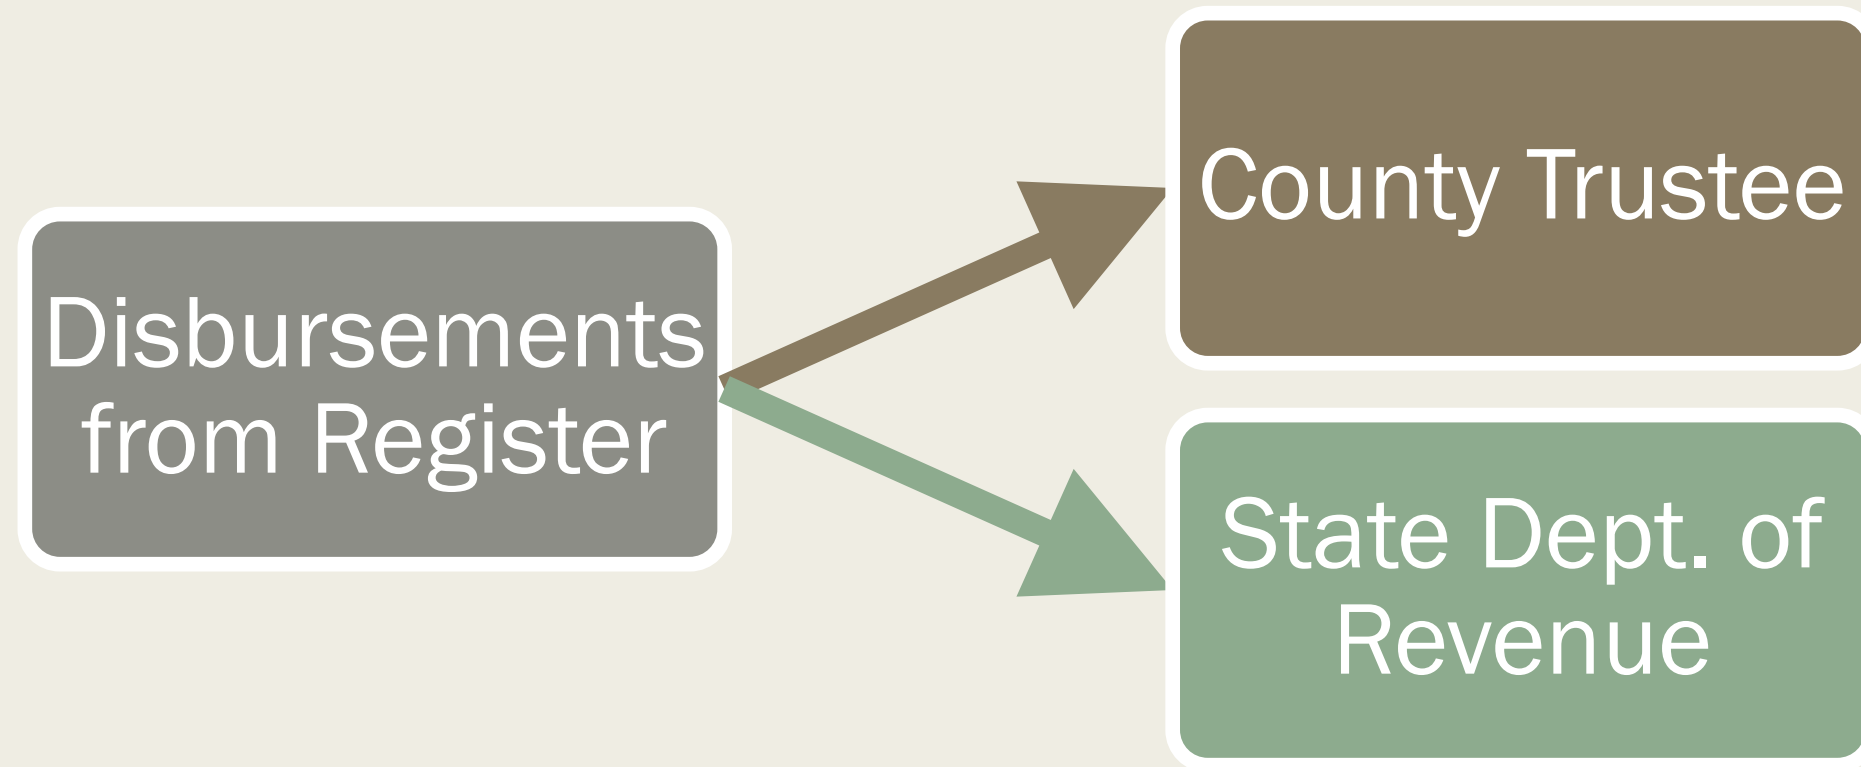 Disbursements
from Register
County Trustee
State Dept. of
Revenue